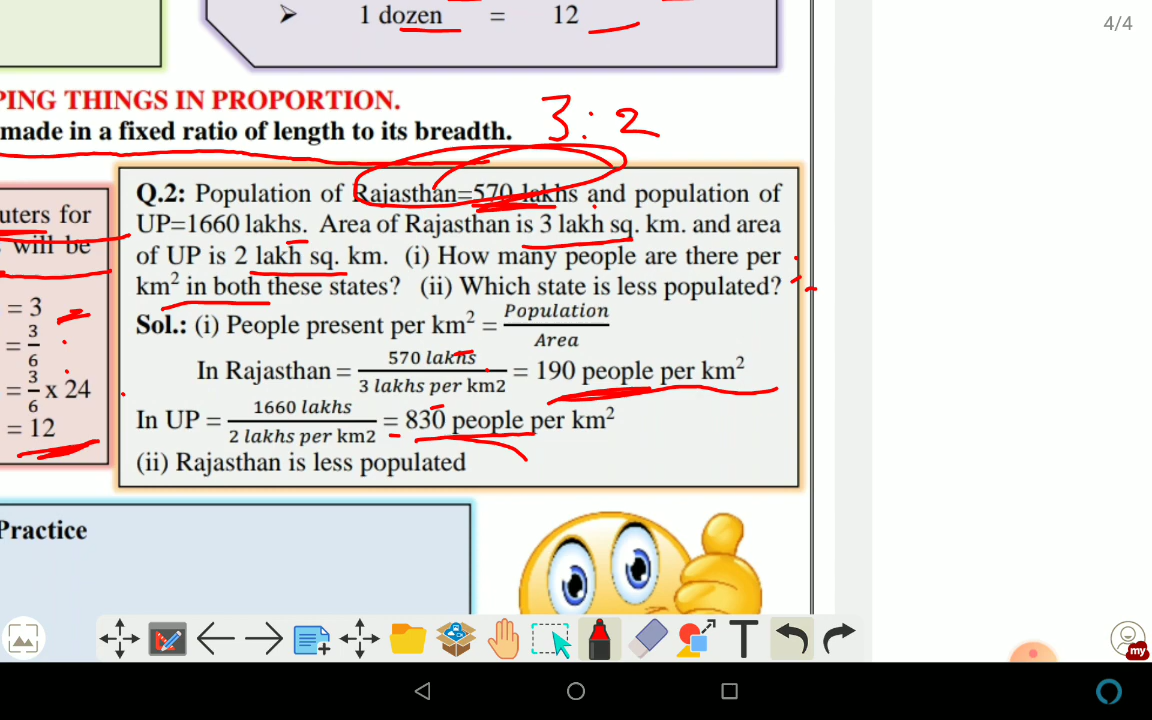 ➢ 1 dozen = 12
4/4
PING THINGS IN PROPORTION.
made in a fixed ratio of length to its breadth.
3:2
uters for
will be
= 3
= 3/6
= 3/6 x 24
= 12
Q.2: Population of Rajasthan=570 lakhs and population of
UP=1660 lakhs. Area of Rajasthan is 3 lakh sq. km. and area
of UP is 2 lakh sq. km. (i) How many people are there per
km² in both these states? (ii) Which state is less populated?
Sol.: (i) People present per km² = Population/Area
In Rajasthan = 570 lakhs/3 lakhs per km2 = 190 people per km²
In UP = 1660 lakhs/2 lakhs per km2 = 830 people per km²
(ii) Rajasthan is less populated
Practice
T
my